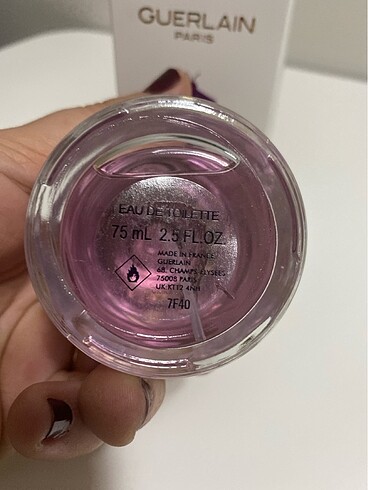 GUERLAIN
PARIS
EAU DE TOILETTE
75 mL 2.5 FL.OZ.
MADE IN FRANCE
GUERLAIN
68, CHAMPS ELYSEES
75008 PARIS
UK-KT12 4NH
7F40